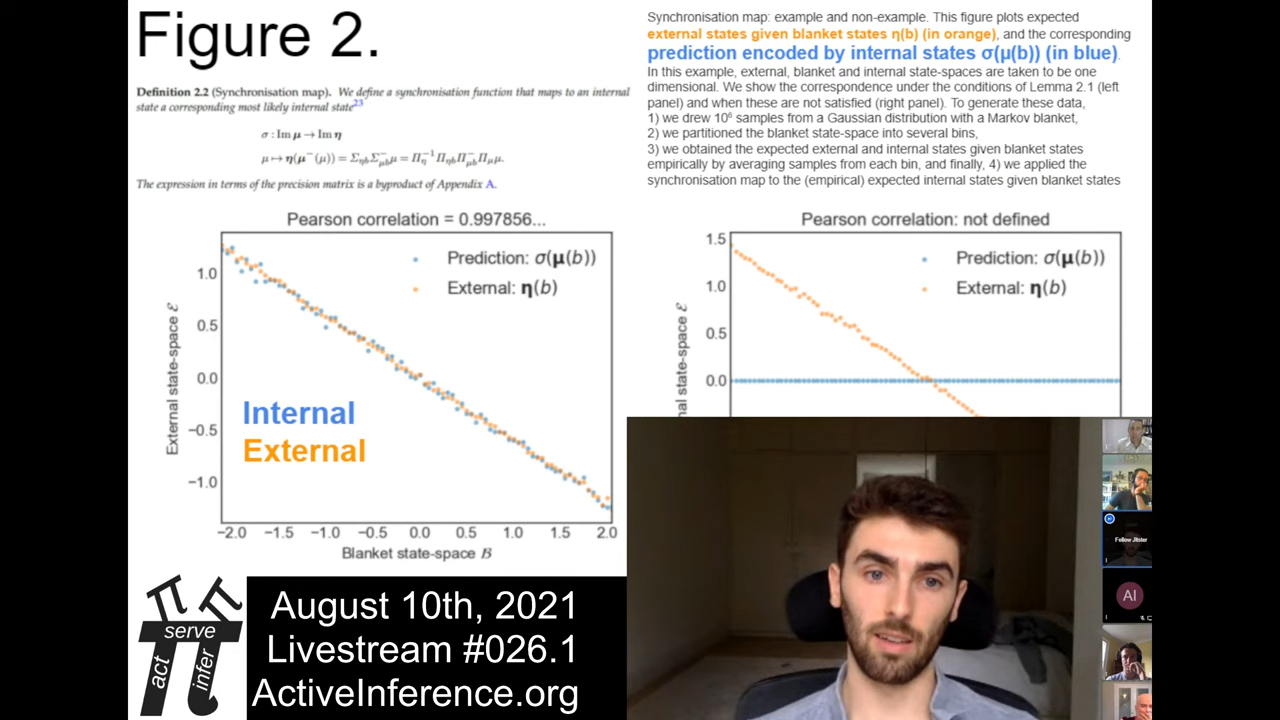 Figure 2.
Definition 2.2 (Synchronisation map). We define a synchronisation function that maps to an internal
state a corresponding most likely internal state23
σ : Im μ → Im η
μ ↦ η(μ⁻(μ)) = Σηb Σ⁻μb μ = Πη⁻¹ Πηb Π⁻μb Πμ μ.
The expression in terms of the precision matrix is a byproduct of Appendix A.
Synchronisation map: example and non-example. This figure plots expected
external states given blanket states η(b) (in orange), and the corresponding
prediction encoded by internal states σ(μ(b)) (in blue).
In this example, external, blanket and internal state-spaces are taken to be one
dimensional. We show the correspondence under the conditions of Lemma 2.1 (left
panel) and when these are not satisfied (right panel). To generate these data,
1) we drew 10⁶ samples from a Gaussian distribution with a Markov blanket,
2) we partitioned the blanket state-space into several bins,
3) we obtained the expected external and internal states given blanket states
empirically by averaging samples from each bin, and finally, 4) we applied the
synchronisation map to the (empirical) expected internal states given blanket states
Pearson correlation = 0.997856...
Prediction: σ(μ(b))
External: η(b)
External state-space ℰ
1.0
0.5
0.0
−0.5
−1.0
Internal
External
−2.0 −1.5 −1.0 −0.5 0.0 0.5 1.0 1.5 2.0
Blanket state-space ℬ
Pearson correlation: not defined
Prediction: σ(μ(b))
External: η(b)
1.5
1.0
0.5
0.0
nal state-space ℰ
act
serve
infer
August 10th, 2021
Livestream #026.1
ActiveInference.org
Fellow Jitster
AI